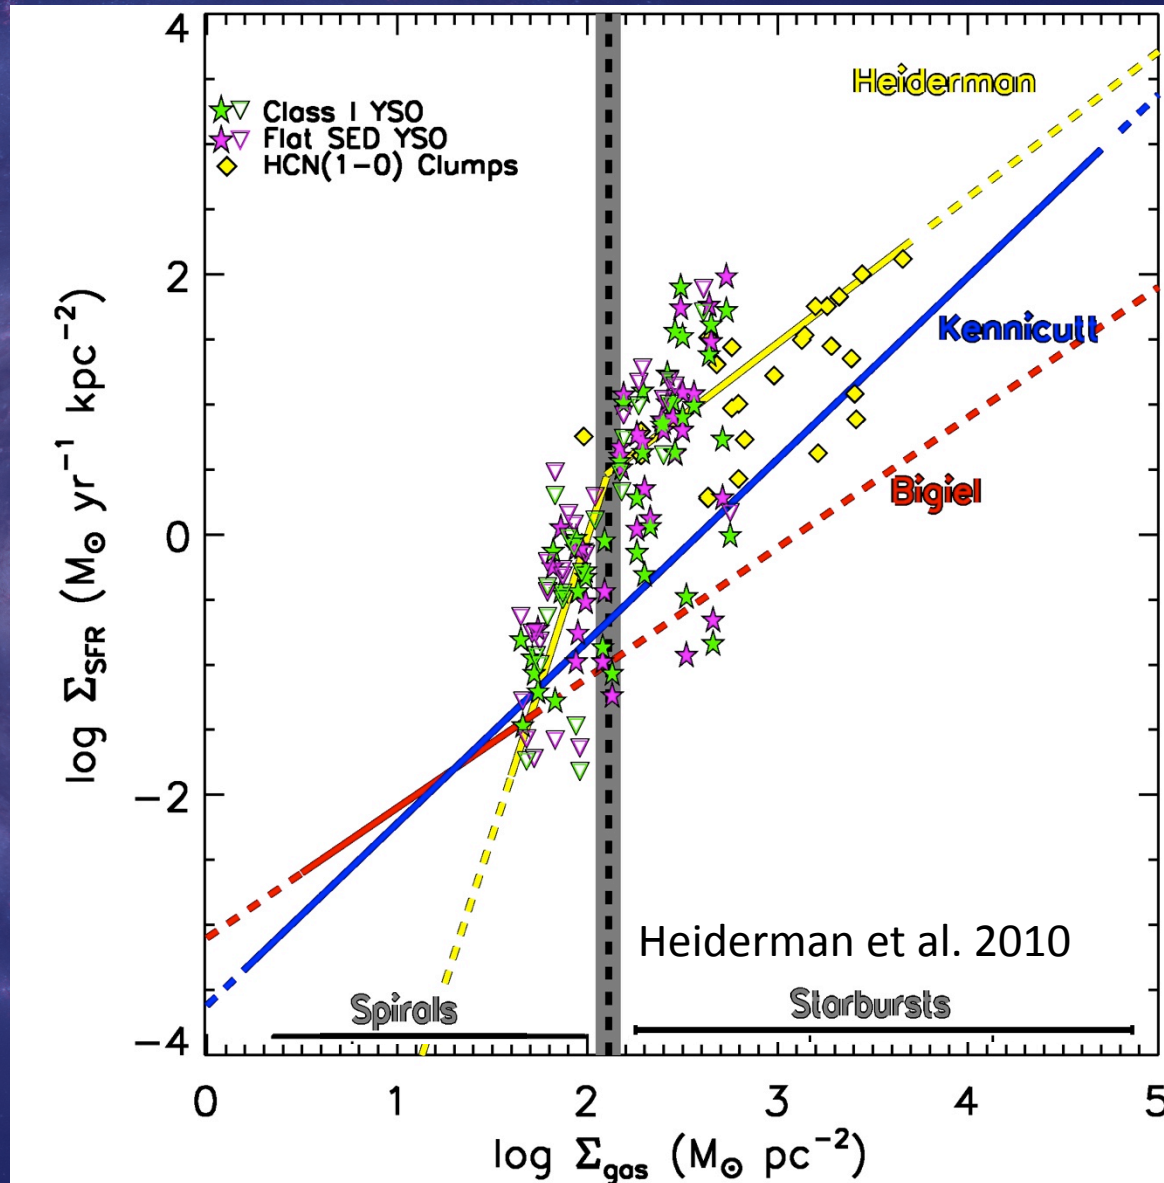 4
Heiderman
Class I YSO
Flat SED YSO
HCN(1−0) Clumps
2
Kennicutt
log Σ_SFR (M⊙ yr⁻¹ kpc⁻²)
0
Bigiel
−2
Heiderman et al. 2010
Spirals
Starbursts
−4
0 1 2 3 4 5
log Σ_gas (M⊙ pc⁻²)